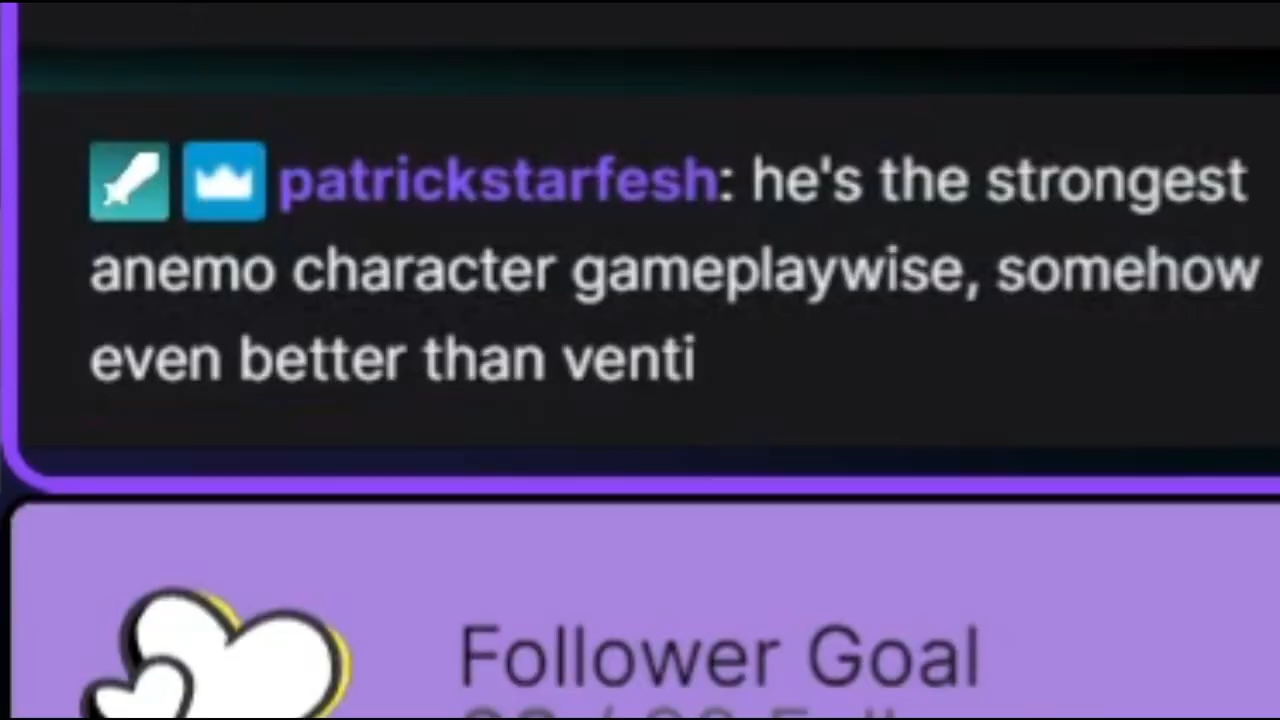 patrickstarfesh: he's the strongest
anemo character gameplaywise, somehow
even better than venti
Follower Goal